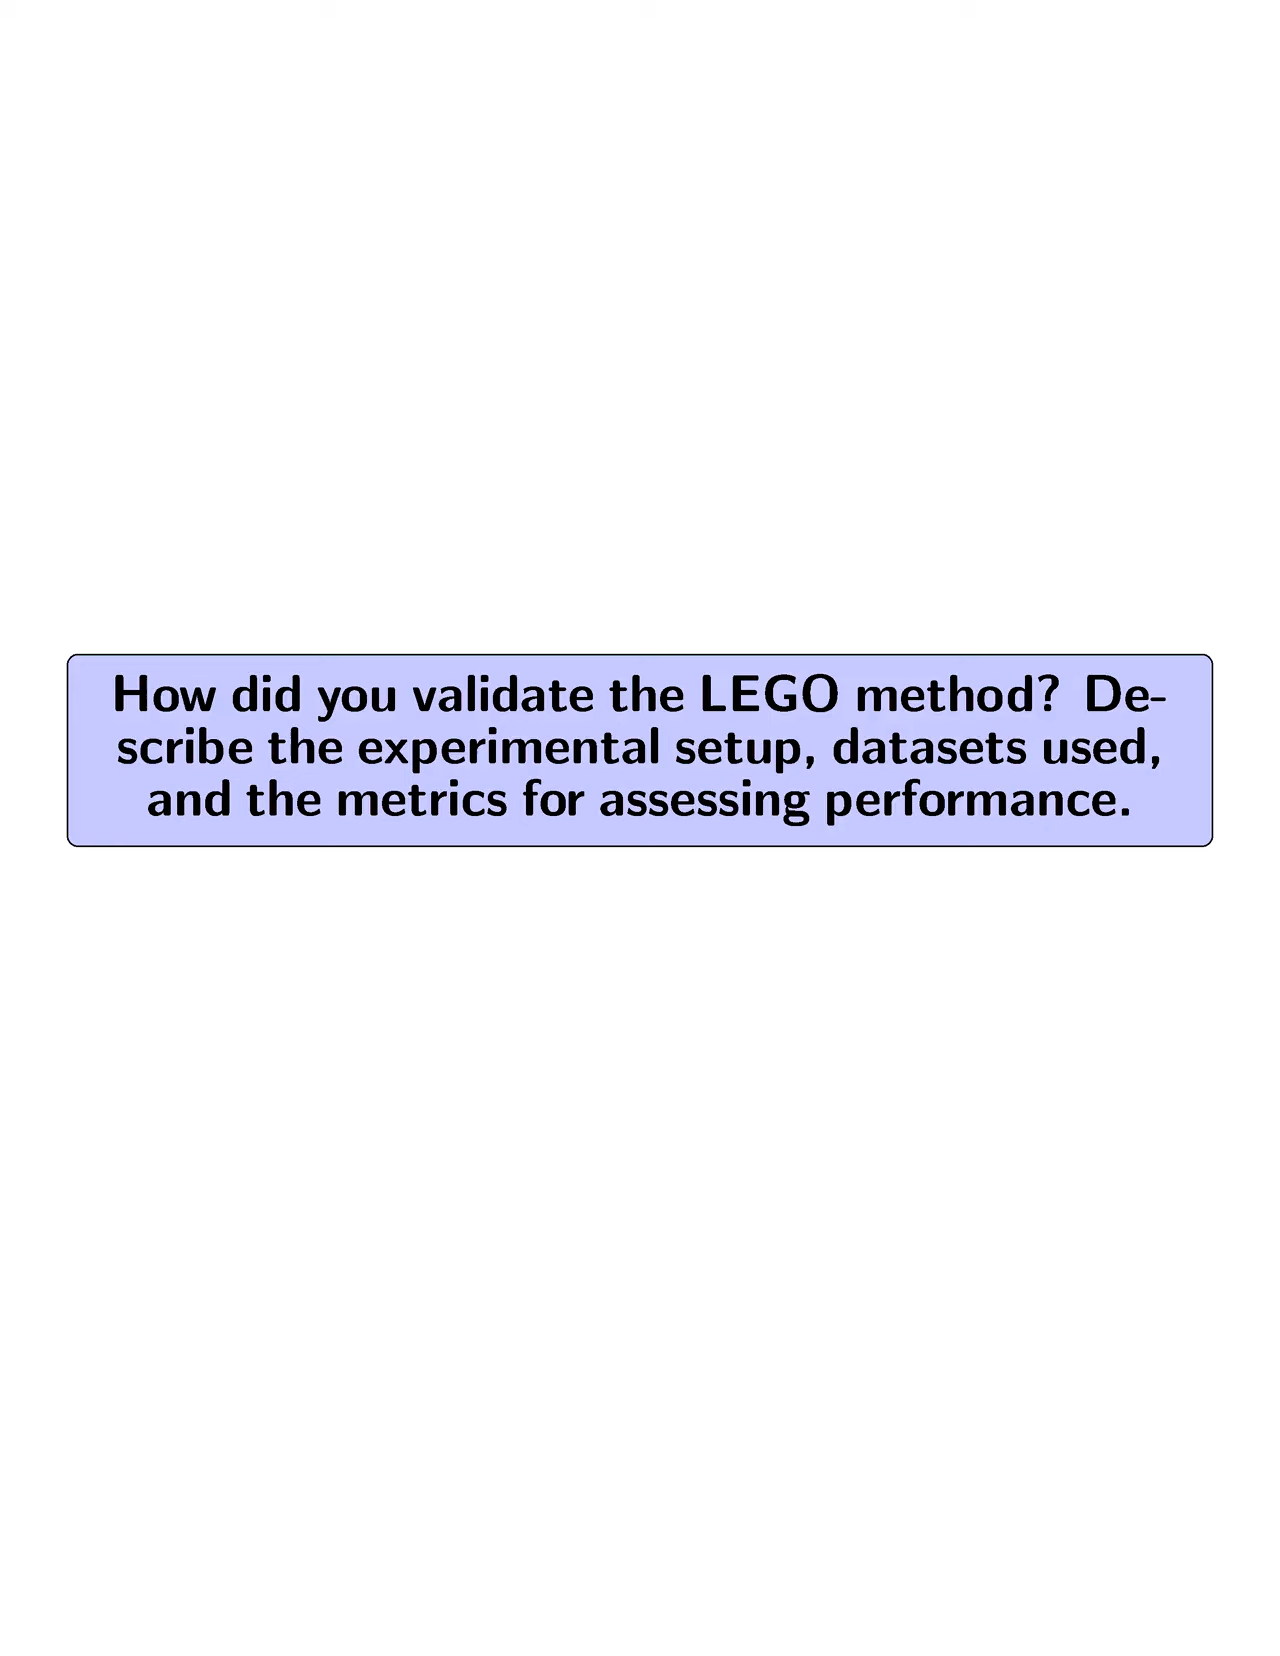 How did you validate the LEGO method? De-
scribe the experimental setup, datasets used,
and the metrics for assessing performance.